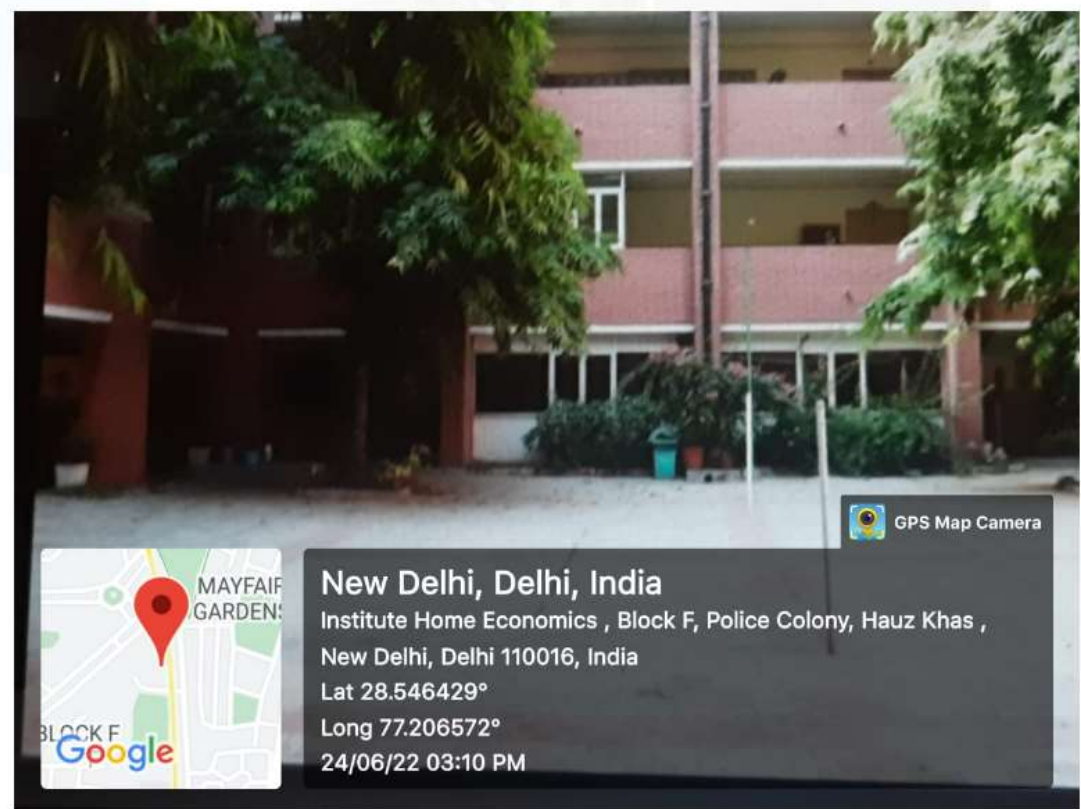 GPS Map Camera
MAYFAIR
GARDENS
BLOCK F
Google
New Delhi, Delhi, India
Institute Home Economics , Block F, Police Colony, Hauz Khas ,
New Delhi, Delhi 110016, India
Lat 28.546429°
Long 77.206572°
24/06/22 03:10 PM